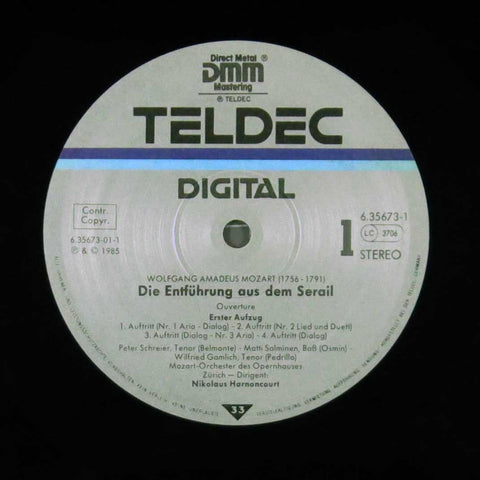 Direct Metal ®
DMM
Mastering
℗ TELDEC
TELDEC
DIGITAL
Contr.
Copyr.
6.35673-01-1
℗ & © 1985
1
6.35673-1
LC 3706
STEREO
WOLFGANG AMADEUS MOZART (1756 - 1791)
Die Entführung aus dem Serail
Ouverture
Erster Aufzug
1. Auftritt (Nr. 1 Aria - Dialog) - 2. Auftritt (Nr. 2 Lied und Duett)
3. Auftritt (Dialog - Nr. 3 Aria) - 4. Auftritt (Dialog)
Peter Schreier, Tenor (Belmonte) - Matti Salminen, Baß (Osmin) -
Wilfried Gamlich, Tenor (Pedrillo)
Mozart-Orchester des Opernhauses
Zürich – Dirigent:
Nikolaus Harnoncourt
33